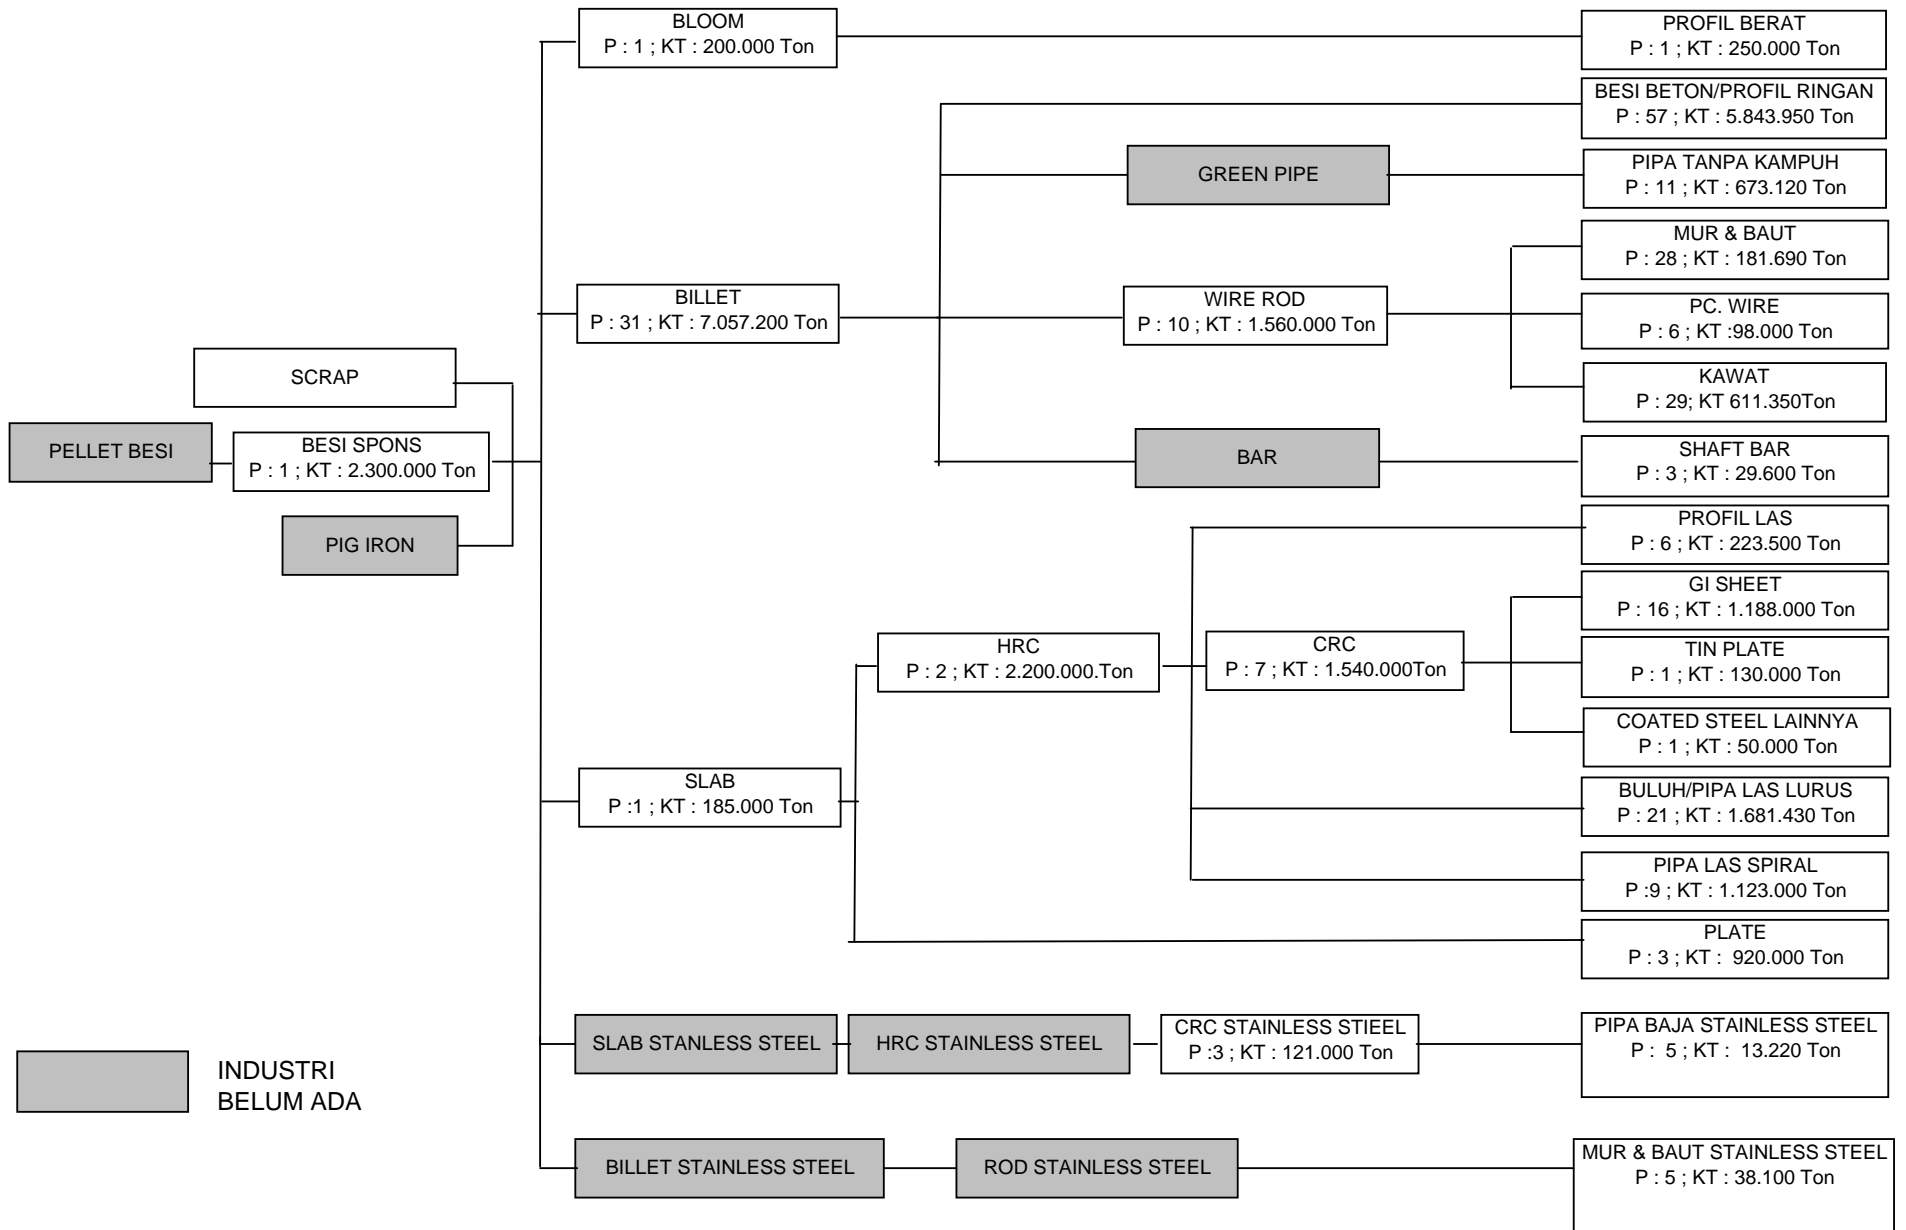 PELLET BESI
SCRAP
BESI SPONS
P : 1 ; KT : 2.300.000 Ton
PIG IRON
BLOOM
P : 1 ; KT : 200.000 Ton
BILLET
P : 31 ; KT : 7.057.200 Ton
SLAB
P :1 ; KT : 185.000 Ton
SLAB STANLESS STEEL
BILLET STAINLESS STEEL
GREEN PIPE
WIRE ROD
P : 10 ; KT : 1.560.000 Ton
BAR
HRC
P : 2 ; KT : 2.200.000.Ton
CRC
P : 7 ; KT : 1.540.000Ton
HRC STAINLESS STEEL
CRC STAINLESS STIEEL
P :3 ; KT : 121.000 Ton
ROD STAINLESS STEEL
PROFIL BERAT
P : 1 ; KT : 250.000 Ton
BESI BETON/PROFIL RINGAN
P : 57 ; KT : 5.843.950 Ton
PIPA TANPA KAMPUH
P : 11 ; KT : 673.120 Ton
MUR & BAUT
P : 28 ; KT : 181.690 Ton
PC. WIRE
P : 6 ; KT :98.000 Ton
KAWAT
P : 29; KT 611.350Ton
SHAFT BAR
P : 3 ; KT : 29.600 Ton
PROFIL LAS
P : 6 ; KT : 223.500 Ton
GI SHEET
P : 16 ; KT : 1.188.000 Ton
TIN PLATE
P : 1 ; KT : 130.000 Ton
COATED STEEL LAINNYA
P : 1 ; KT : 50.000 Ton
BULUH/PIPA LAS LURUS
P : 21 ; KT : 1.681.430 Ton
PIPA LAS SPIRAL
P :9 ; KT : 1.123.000 Ton
PLATE
P : 3 ; KT : 920.000 Ton
PIPA BAJA STAINLESS STEEL
P : 5 ; KT : 13.220 Ton
MUR & BAUT STAINLESS STEEL
P : 5 ; KT : 38.100 Ton
INDUSTRI
BELUM ADA